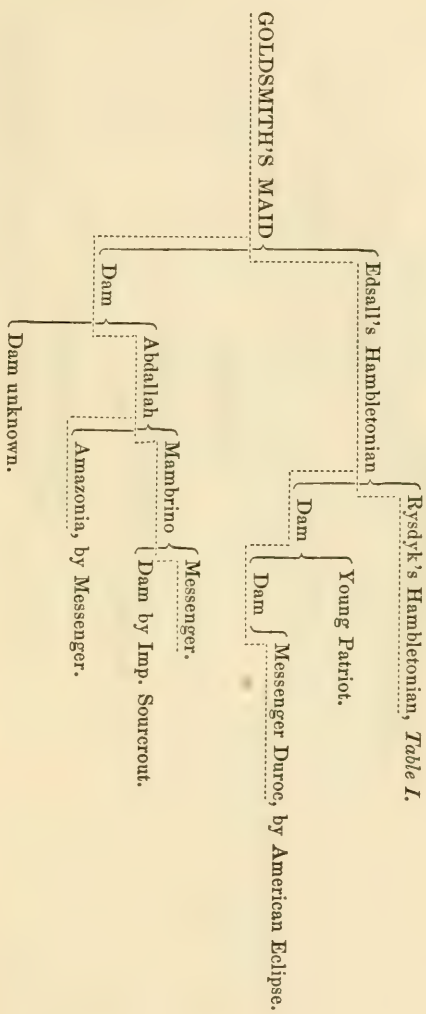 GOLDSMITH'S MAID
Edsall's Hambletonian
Rysdyk's Hambletonian, Table I.
Dam
Young Patriot.
Dam
Messenger Duroc, by American Eclipse.
Dam
Abdallah
Mambrino
Messenger.
Dam by Imp. Sourcrout.
Amazonia, by Messenger.
Dam unknown.